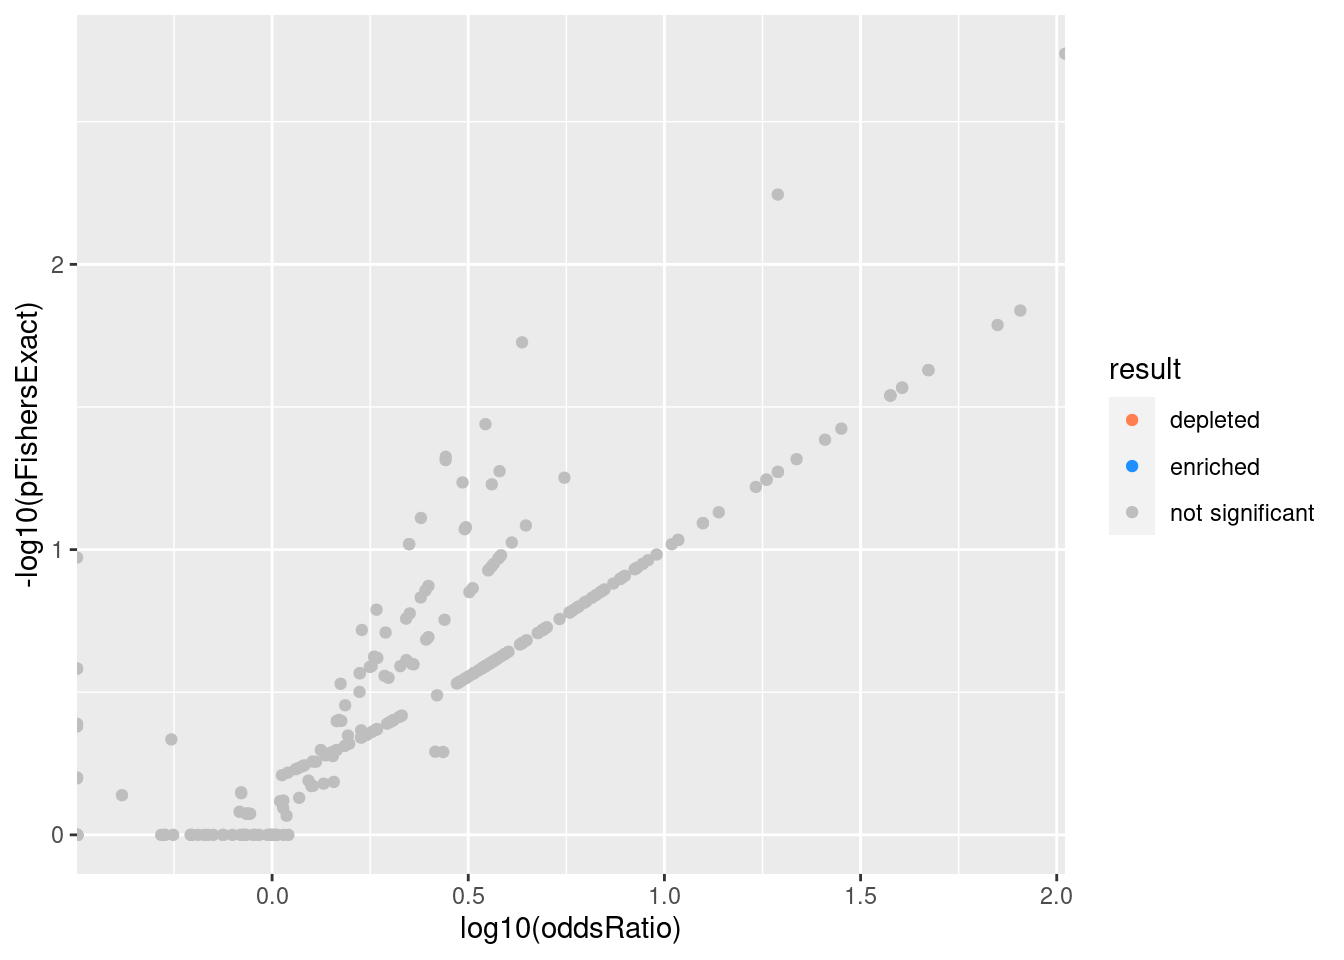 2
1
0
-log10(pFishersExact)
0.0 0.5 1.0 1.5 2.0
log10(oddsRatio)
result
depleted
enriched
not significant